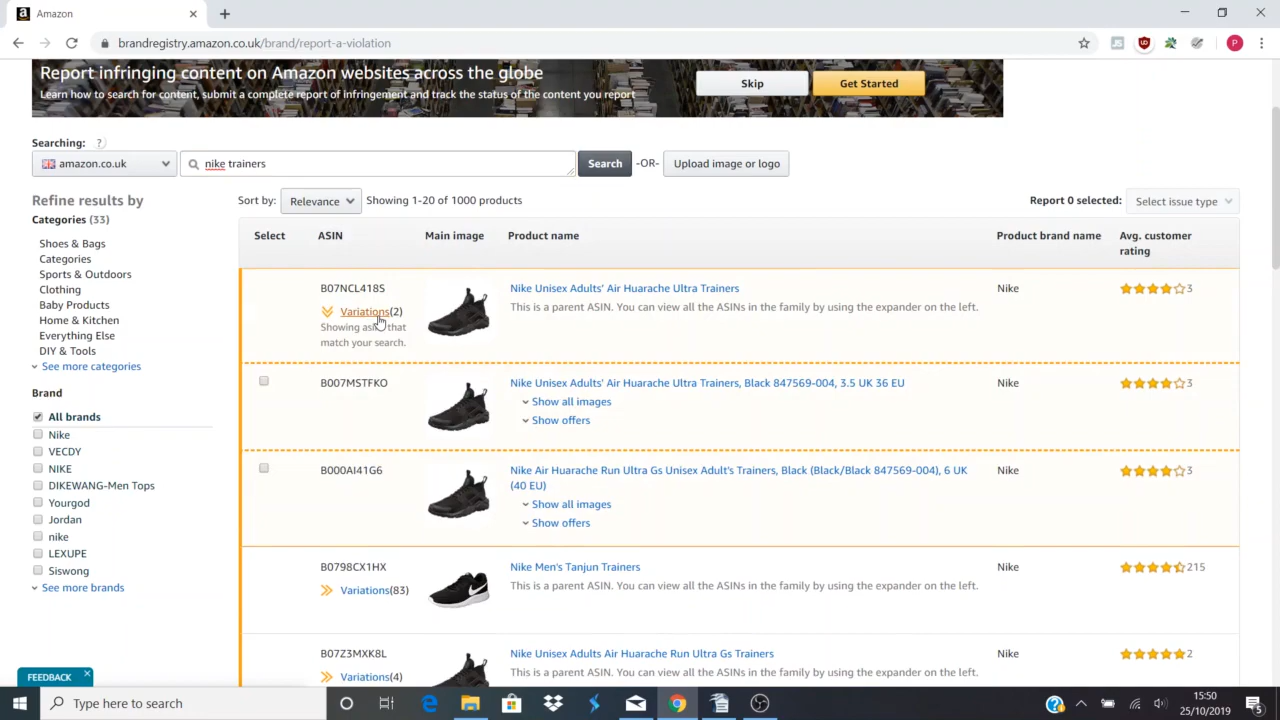 Amazon
brandregistry.amazon.co.uk/brand/report-a-violation
Report infringing content on Amazon websites across the globe
Learn how to search for content, submit a complete report of infringement and track the status of the content you report
Skip
Get Started
Searching: ?
amazon.co.uk
nike trainers
Search
-OR-
Upload image or logo
Refine results by
Categories (33)
Shoes & Bags
Categories
Sports & Outdoors
Clothing
Baby Products
Home & Kitchen
Everything Else
DIY & Tools
See more categories
Brand
All brands
Nike
VECDY
NIKE
DIKEWANG-Men Tops
Yourgod
Jordan
nike
LEXUPE
Siswong
See more brands
FEEDBACK
Sort by: Relevance Showing 1-20 of 1000 products
Report 0 selected: Select issue type
Select ASIN Main image Product name Product brand name Avg. customer
rating
B07NCL418S Nike Unisex Adults' Air Huarache Ultra Trainers Nike 3
Variations(2) This is a parent ASIN. You can view all the ASINs in the family by using the expander on the left.
Showing asins that
match your search.
B007MSTFKO Nike Unisex Adults' Air Huarache Ultra Trainers, Black 847569-004, 3.5 UK 36 EU Nike 3
Show all images
Show offers
B000AI41G6 Nike Air Huarache Run Ultra Gs Unisex Adult's Trainers, Black (Black/Black 847569-004), 6 UK Nike 3
(40 EU)
Show all images
Show offers
B0798CX1HX Nike Men's Tanjun Trainers Nike 215
Variations(83) This is a parent ASIN. You can view all the ASINs in the family by using the expander on the left.
B07Z3MXK8L Nike Unisex Adults Air Huarache Run Ultra Gs Trainers Nike 2
Variations(4) This is a parent ASIN. You can view all the ASINs in the family by using the expander on the left.
Type here to search
15:50
25/10/2019
5